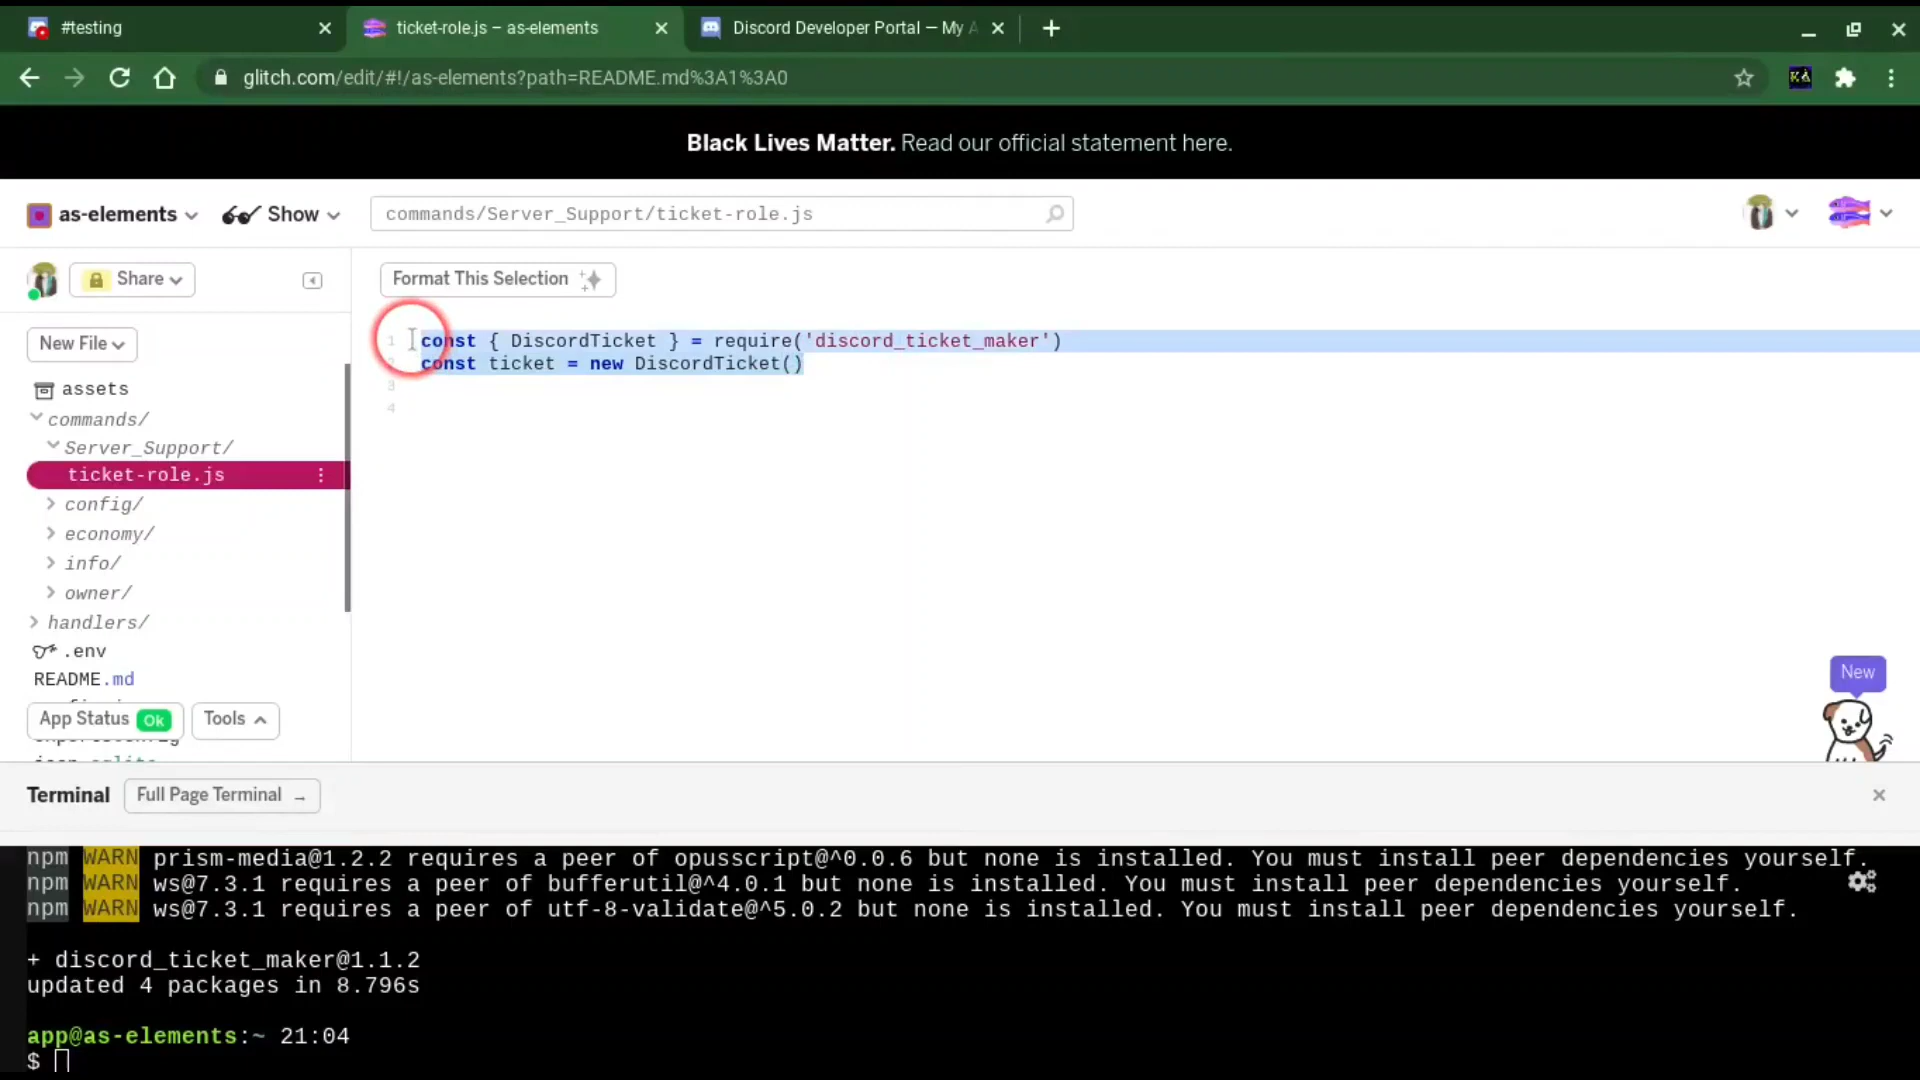 #testing
ticket-role.js – as-elements
Discord Developer Portal — My A
glitch.com/edit/#!/as-elements?path=README.md%3A1%3A0
KA
Black Lives Matter. Read our official statement here.
as-elements
Show
commands/Server_Support/ticket-role.js
Share
Format This Selection
New File
1 const { DiscordTicket } = require('discord_ticket_maker')
2 const ticket = new DiscordTicket()
3
4
assets
commands/
Server_Support/
ticket-role.js
config/
economy/
info/
owner/
handlers/
.env
README.md
App Status Ok
Tools
New
Terminal
Full Page Terminal →
npm WARN prism-media@1.2.2 requires a peer of opusscript@^0.0.6 but none is installed. You must install peer dependencies yourself.
npm WARN ws@7.3.1 requires a peer of bufferutil@^4.0.1 but none is installed. You must install peer dependencies yourself.
npm WARN ws@7.3.1 requires a peer of utf-8-validate@^5.0.2 but none is installed. You must install peer dependencies yourself.
+ discord_ticket_maker@1.1.2
updated 4 packages in 8.796s
app@as-elements:~ 21:04
$